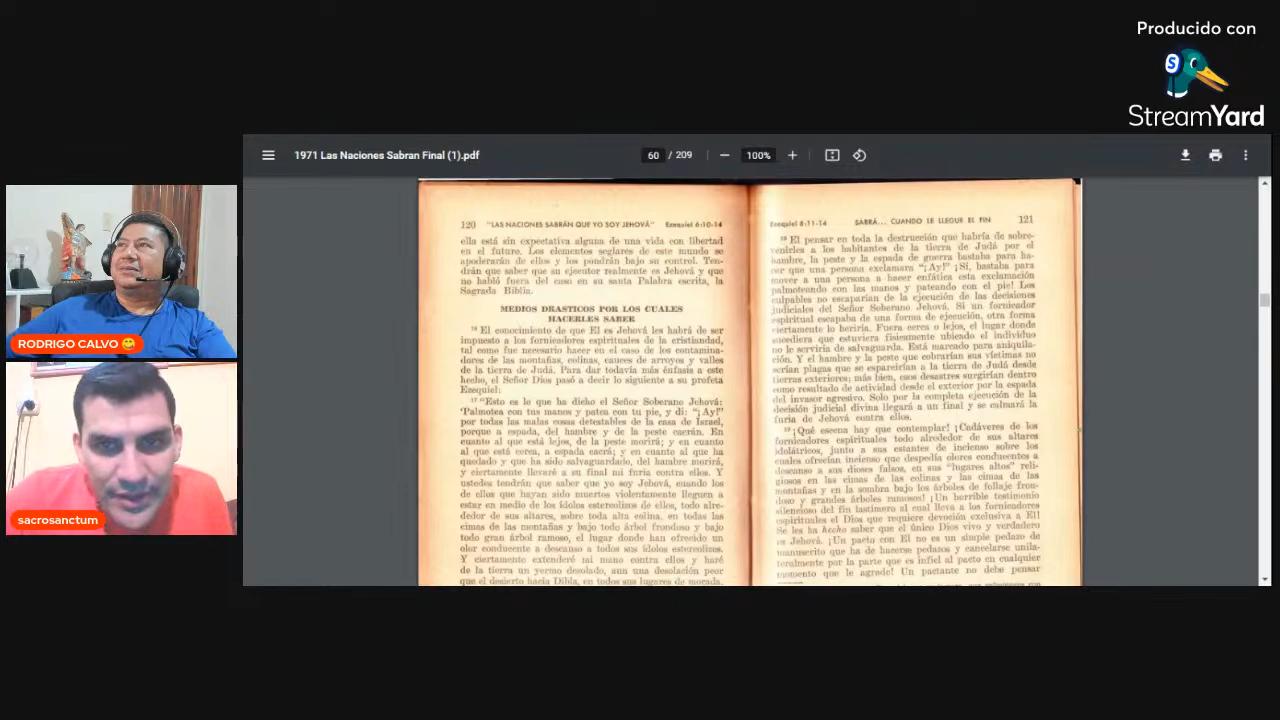 Producido con
StreamYard
1971 Las Naciones Sabran Final (1).pdf
60 / 209
100%
120 "LAS NACIONES SABRÁN QUE YO SOY JEHOVÁ" Ezequiel 6:10-14
ella está sin expectativa alguna de una vida con libertad
en el futuro. Los elementos seglares de este mundo se
apoderarán de ellos y los pondrán bajo su control. Ten-
drán que saber que su ejecutor realmente es Jehová y que
no habló fuera del caso en su santa Palabra escrita, la
Sagrada Biblia.
MEDIOS DRASTICOS POR LOS CUALES
HACERLES SABER
16 El conocimiento de que El es Jehová les habrá de ser
impuesto a los fornicadores espirituales de la cristiandad,
tal como fue necesario hacer en el caso de los contamina-
dores de las montañas, colinas, cauces de arroyos y valles
de la tierra de Judá. Para dar todavía más énfasis a este
hecho, el Señor Dios pasó a decir lo siguiente a su profeta
Ezequiel:
17 "Esto es lo que ha dicho el Señor Soberano Jehová:
'Palmotea con tus manos y patea con tu pie, y di: "¡Ay!"
por todas las malas cosas detestables de la casa de Israel,
porque a espada, del hambre y de la peste caerán. En
cuanto al que está lejos, de la peste morirá; y en cuanto
al que está cerca, a espada caerá; y en cuanto al que ha
quedado y que ha sido salvaguardado, del hambre morirá,
y ciertamente llevaré a su final mi furia contra ellos. Y
ustedes tendrán que saber que yo soy Jehová, cuando los
de ellos que hayan sido muertos violentamente lleguen a
estar en medio de los ídolos estercolizos de ellos, todo alre-
dedor de sus altares, sobre toda alta colina, en todas las
cimas de las montañas y bajo todo árbol frondoso y bajo
todo gran árbol ramoso, el lugar donde han ofrecido un
olor conducente a descanso a todos sus ídolos estercolizos.
Y ciertamente extenderé mi mano contra ellos y haré
de la tierra un yermo desolado, aun una desolación peor
que el desierto hacia Dibla, en todos sus lugares de morada.
Ezequiel 6:11-14 SABRÁ... CUANDO LE LLEGUE EL FIN 121
18 El pensar en toda la destrucción que habría de sobre-
venirles a los habitantes de la tierra de Judá por el
hambre, la peste y la espada de guerra bastaba para ha-
cer que una persona exclamara "¡Ay!" ¡Sí, bastaba para
mover a una persona a hacer enfática esta exclamación
palmoteando con las manos y pateando con el pie! Los
culpables no escaparían de la ejecución de las decisiones
judiciales del Señor Soberano Jehová. Si un fornicador
espiritual escapaba de una forma de ejecución, otra forma
ciertamente lo heriría. Fuera cerca o lejos, el lugar donde
sucediera que estuviera físicamente ubicado el individuo
no le serviría de salvaguarda. Está marcado para aniquila-
ción. Y el hambre y la peste que cobrarían sus víctimas no
serían plagas que se esparcirían a la tierra de Judá desde
tierras exteriores; más bien, esos desastres surgirían dentro
como resultado de actividad desde el exterior por la espada
del invasor agresivo. Solo por la completa ejecución de la
decisión judicial divina llegará a un final y se calmará la
furia de Jehová contra ellos.
19 ¡Qué escena hay que contemplar! ¡Cadáveres de los
fornicadores espirituales todo alrededor de sus altares
idolátricos, junto a sus estantes de incienso sobre los
cuales ofrecían incienso que despedía olores conducentes a
descanso a sus dioses falsos, en sus "lugares altos" reli-
giosos en las cimas de las colinas y las cimas de las
montañas y en la sombra bajo los árboles de follaje fron-
doso y grandes árboles ramosos! ¡Un horrible testimonio
silencioso del fin lastimero al cual lleva a los fornicadores
espirituales el Dios que requiere devoción exclusiva a El!
Se les ha hecho saber que el único Dios vivo y verdadero
es Jehová. ¡Un pacto con El no es un simple pedazo de
manuscrito que ha de hacerse pedazos y cancelarse unila-
teralmente por la parte que es infiel al pacto en cualquier
momento que le agrade! Un pactante no debe pensar
RODRIGO CALVO
sacrosanctum